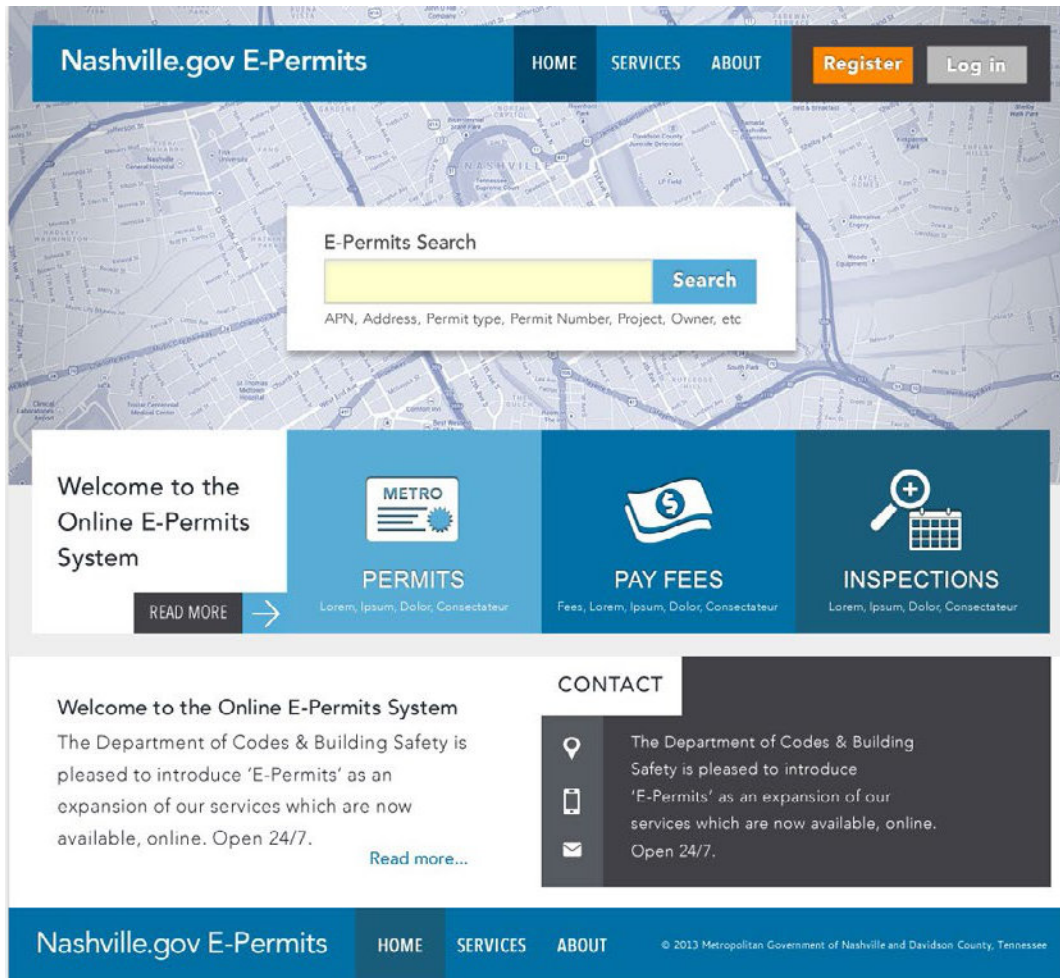 Nashville.gov E-Permits
HOME SERVICES ABOUT
Register Log in
NASHVILLE
LP Field
E-Permits Search
Search
APN, Address, Permit type, Permit Number, Project, Owner, etc
Welcome to the
Online E-Permits
System
READ MORE
METRO
PERMITS
Lorem, Ipsum, Dolor, Consectateur
PAY FEES
Fees, Lorem, Ipsum, Dolor, Consectateur
INSPECTIONS
Lorem, Ipsum, Dolor, Consectateur
Welcome to the Online E-Permits System
The Department of Codes & Building Safety is
pleased to introduce 'E-Permits' as an
expansion of our services which are now
available, online. Open 24/7.
Read more...
CONTACT
The Department of Codes & Building
Safety is pleased to introduce
'E-Permits' as an expansion of our
services which are now available, online.
Open 24/7.
Nashville.gov E-Permits
HOME SERVICES ABOUT
© 2013 Metropolitan Government of Nashville and Davidson County, Tennessee